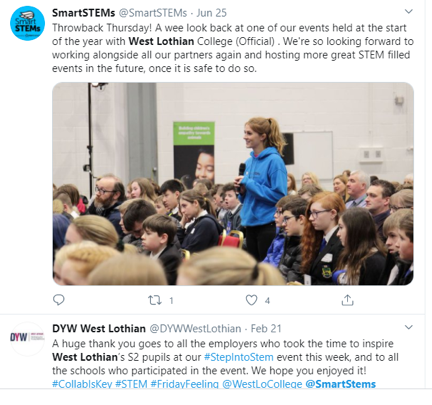 SmartSTEMs @SmartSTEMs · Jun 25
Throwback Thursday! A wee look back at one of our events held at the start
of the year with West Lothian College (Official) . We're so looking forward to
working alongside all our partners again and hosting more great STEM filled
events in the future, once it is safe to do so.
Smart
STEMs
1
4
DYW West Lothian @DYWWestLothian · Feb 21
DYW
A huge thank you goes to all the employers who took the time to inspire
West Lothian's S2 pupils at our #StepIntoStem event this week, and to all
the schools who participated in the event. We hope you enjoyed it!
#CollabIsKey #STEM #FridayFeeling @WestLoCollege @SmartSTEMs